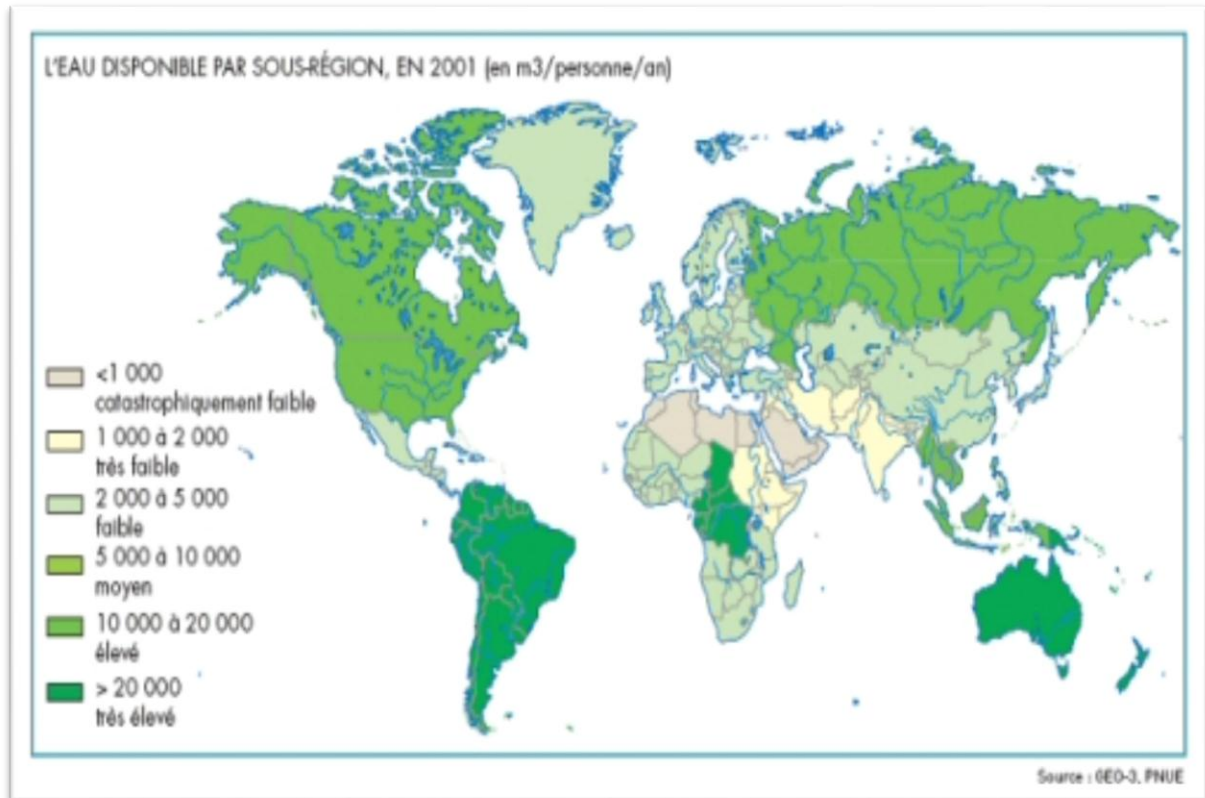 L'EAU DISPONIBLE PAR SOUS-RÉGION, EN 2001 (en m3/personne/an)
<1 000
catastrophiquement faible
1 000 à 2 000
très faible
2 000 à 5 000
faible
5 000 à 10 000
moyen
10 000 à 20 000
élevé
> 20 000
très élevé
Source : GEO-3, PNUE